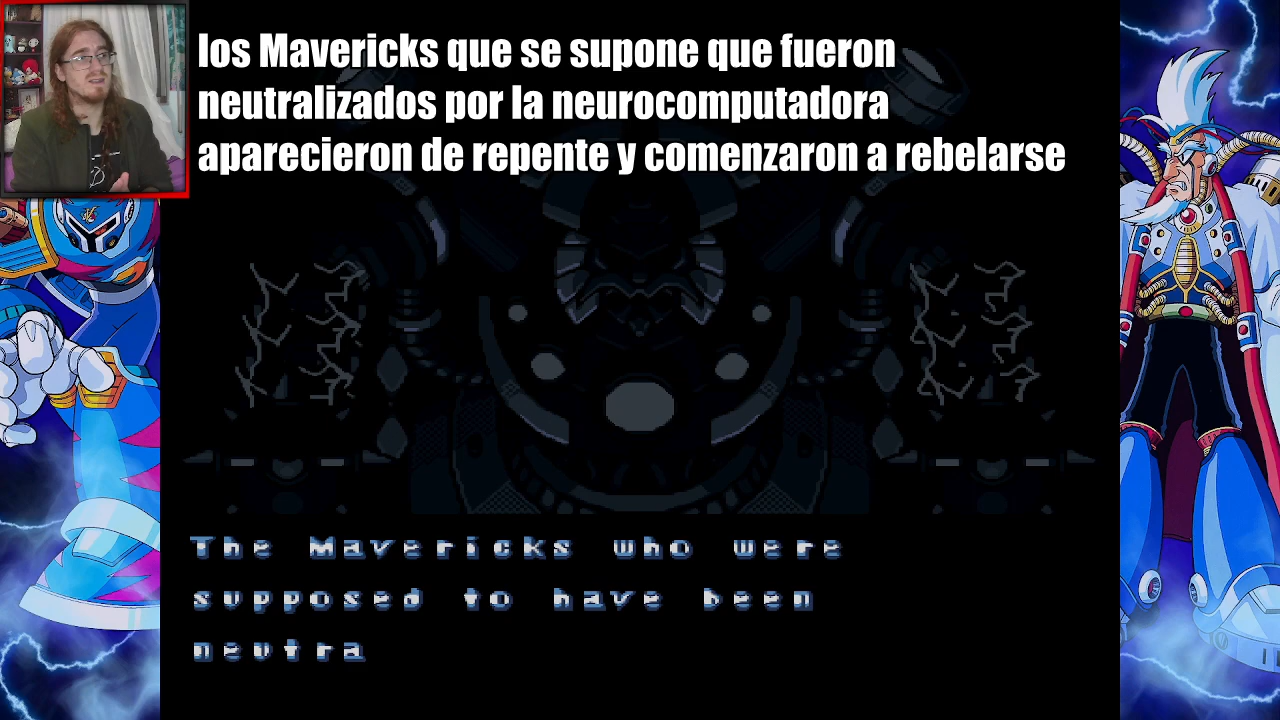 los Mavericks que se supone que fueron
neutralizados por la neurocomputadora
aparecieron de repente y comenzaron a rebelarse
The Mavericks who were
supposed to have been
neutra